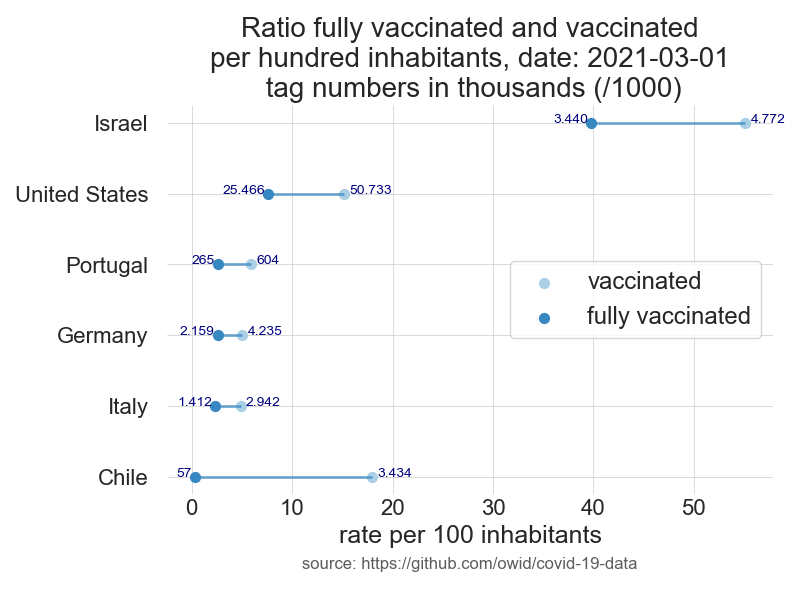 Ratio fully vaccinated and vaccinated
per hundred inhabitants, date: 2021-03-01
tag numbers in thousands (/1000)
Israel 3.440 4.772
United States 25.466 50.733
Portugal 265 604
vaccinated
fully vaccinated
Germany 2.159 4.235
Italy 1.412 2.942
Chile 57 3.434
0 10 20 30 40 50
rate per 100 inhabitants
source: https://github.com/owid/covid-19-data